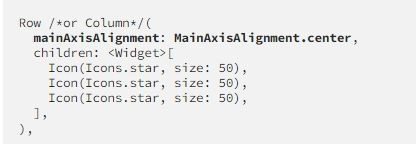 Row /*or Column*/(
  mainAxisAlignment: MainAxisAlignment.center,
  children: <Widget>[
    Icon(Icons.star, size: 50),
    Icon(Icons.star, size: 50),
    Icon(Icons.star, size: 50),
  ],
),